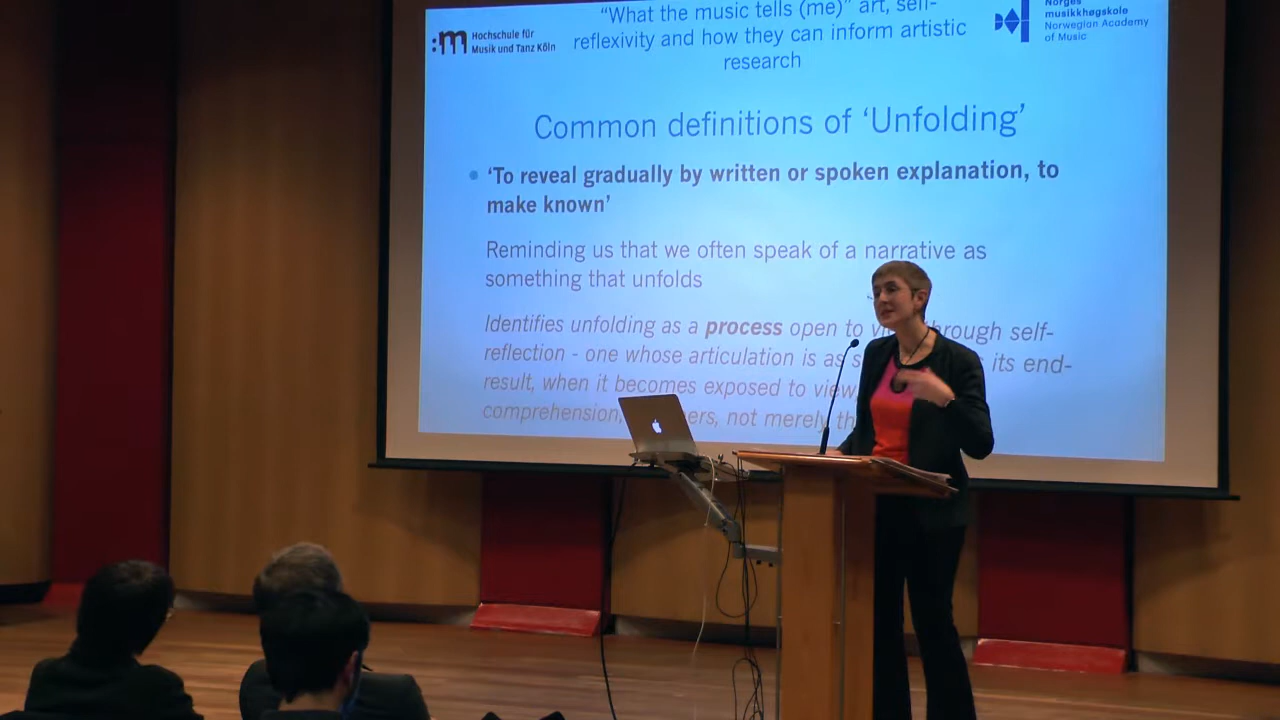 "What the music tells (me)" art, self-
reflexivity and how they can inform artistic
research
:m Hochschule für
Musik und Tanz Köln
Norges
musikkhøgskole
Norwegian Academy
of Music
Common definitions of 'Unfolding'
• 'To reveal gradually by written or spoken explanation, to
make known'
Reminding us that we often speak of a narrative as
something that unfolds
Identifies unfolding as a process open to through self-
reflection - one whose articulation is as its end-
result, when it becomes exposed to view,
comprehension, not merely